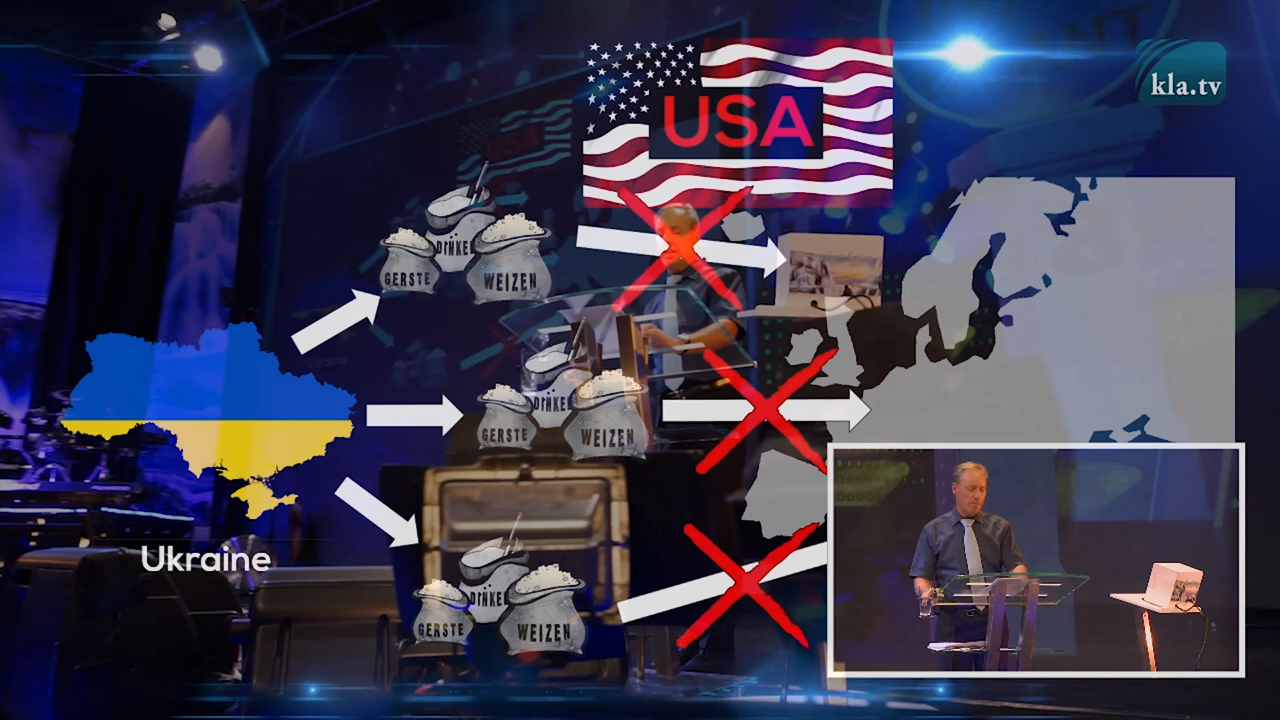 USA
kla.tv
DINKEL
GERSTE
WEIZEN
DINKEL
GERSTE
WEIZEN
Ukraine
DINKEL
GERSTE
WEIZEN